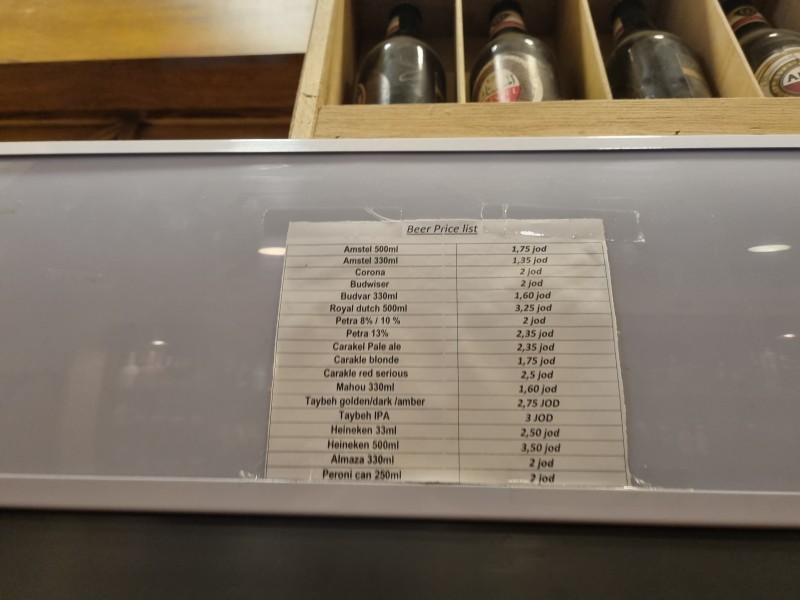 Beer Price list
Amstel 500ml 1,75 jod
Amstel 330ml 1,35 jod
Corona 2 jod
Budwiser 2 jod
Budvar 330ml 1,60 jod
Royal dutch 500ml 3,25 jod
Petra 8% / 10 % 2 jod
Petra 13% 2,35 jod
Carakel Pale ale 2,35 jod
Carakle blonde 1,75 jod
Carakle red serious 2,5 jod
Mahou 330ml 1,60 jod
Taybeh golden/dark /amber 2,75 JOD
Taybeh IPA 3 JOD
Heineken 33ml 2,50 jod
Heineken 500ml 3,50 jod
Almaza 330ml 2 jod
Peroni can 250ml 2 jod